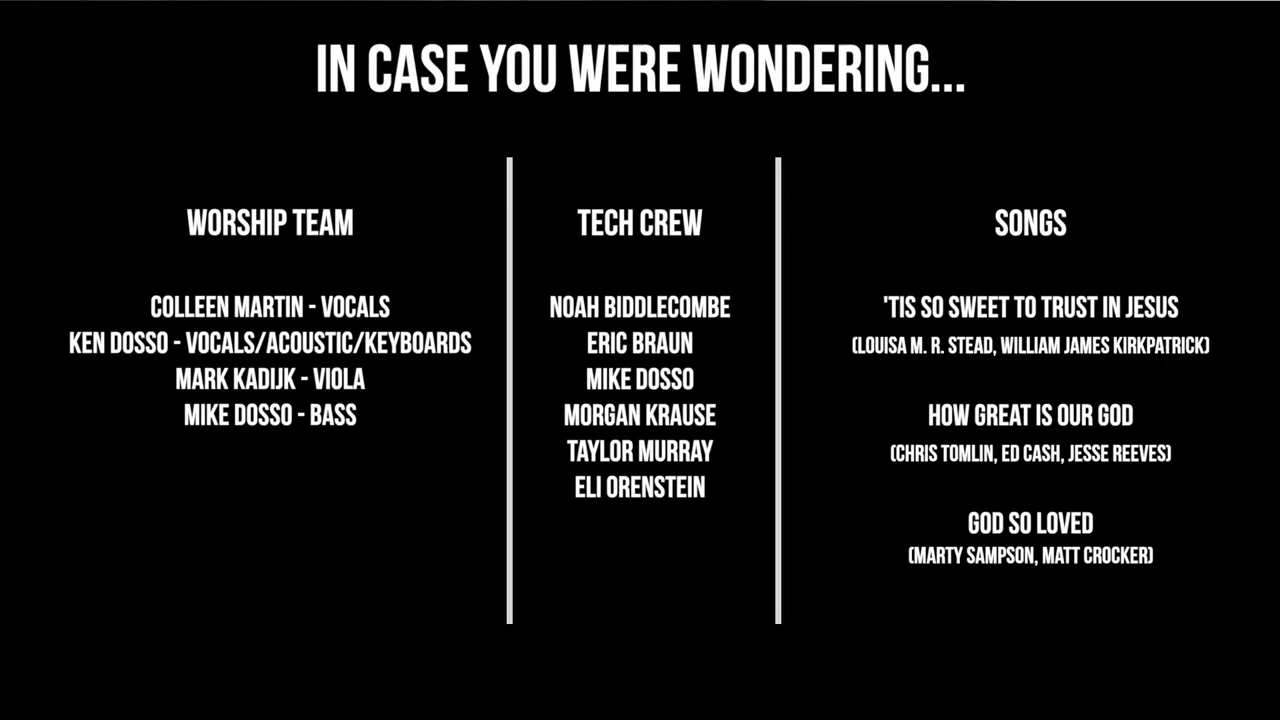 IN CASE YOU WERE WONDERING...
WORSHIP TEAM
COLLEEN MARTIN - VOCALS
KEN DOSSO - VOCALS/ACOUSTIC/KEYBOARDS
MARK KADIJK - VIOLA
MIKE DOSSO - BASS
TECH CREW
NOAH BIDDLECOMBE
ERIC BRAUN
MIKE DOSSO
MORGAN KRAUSE
TAYLOR MURRAY
ELI ORENSTEIN
SONGS
'TIS SO SWEET TO TRUST IN JESUS
(LOUISA M. R. STEAD, WILLIAM JAMES KIRKPATRICK)
HOW GREAT IS OUR GOD
(CHRIS TOMLIN, ED CASH, JESSE REEVES)
GOD SO LOVED
(MARTY SAMPSON, MATT CROCKER)